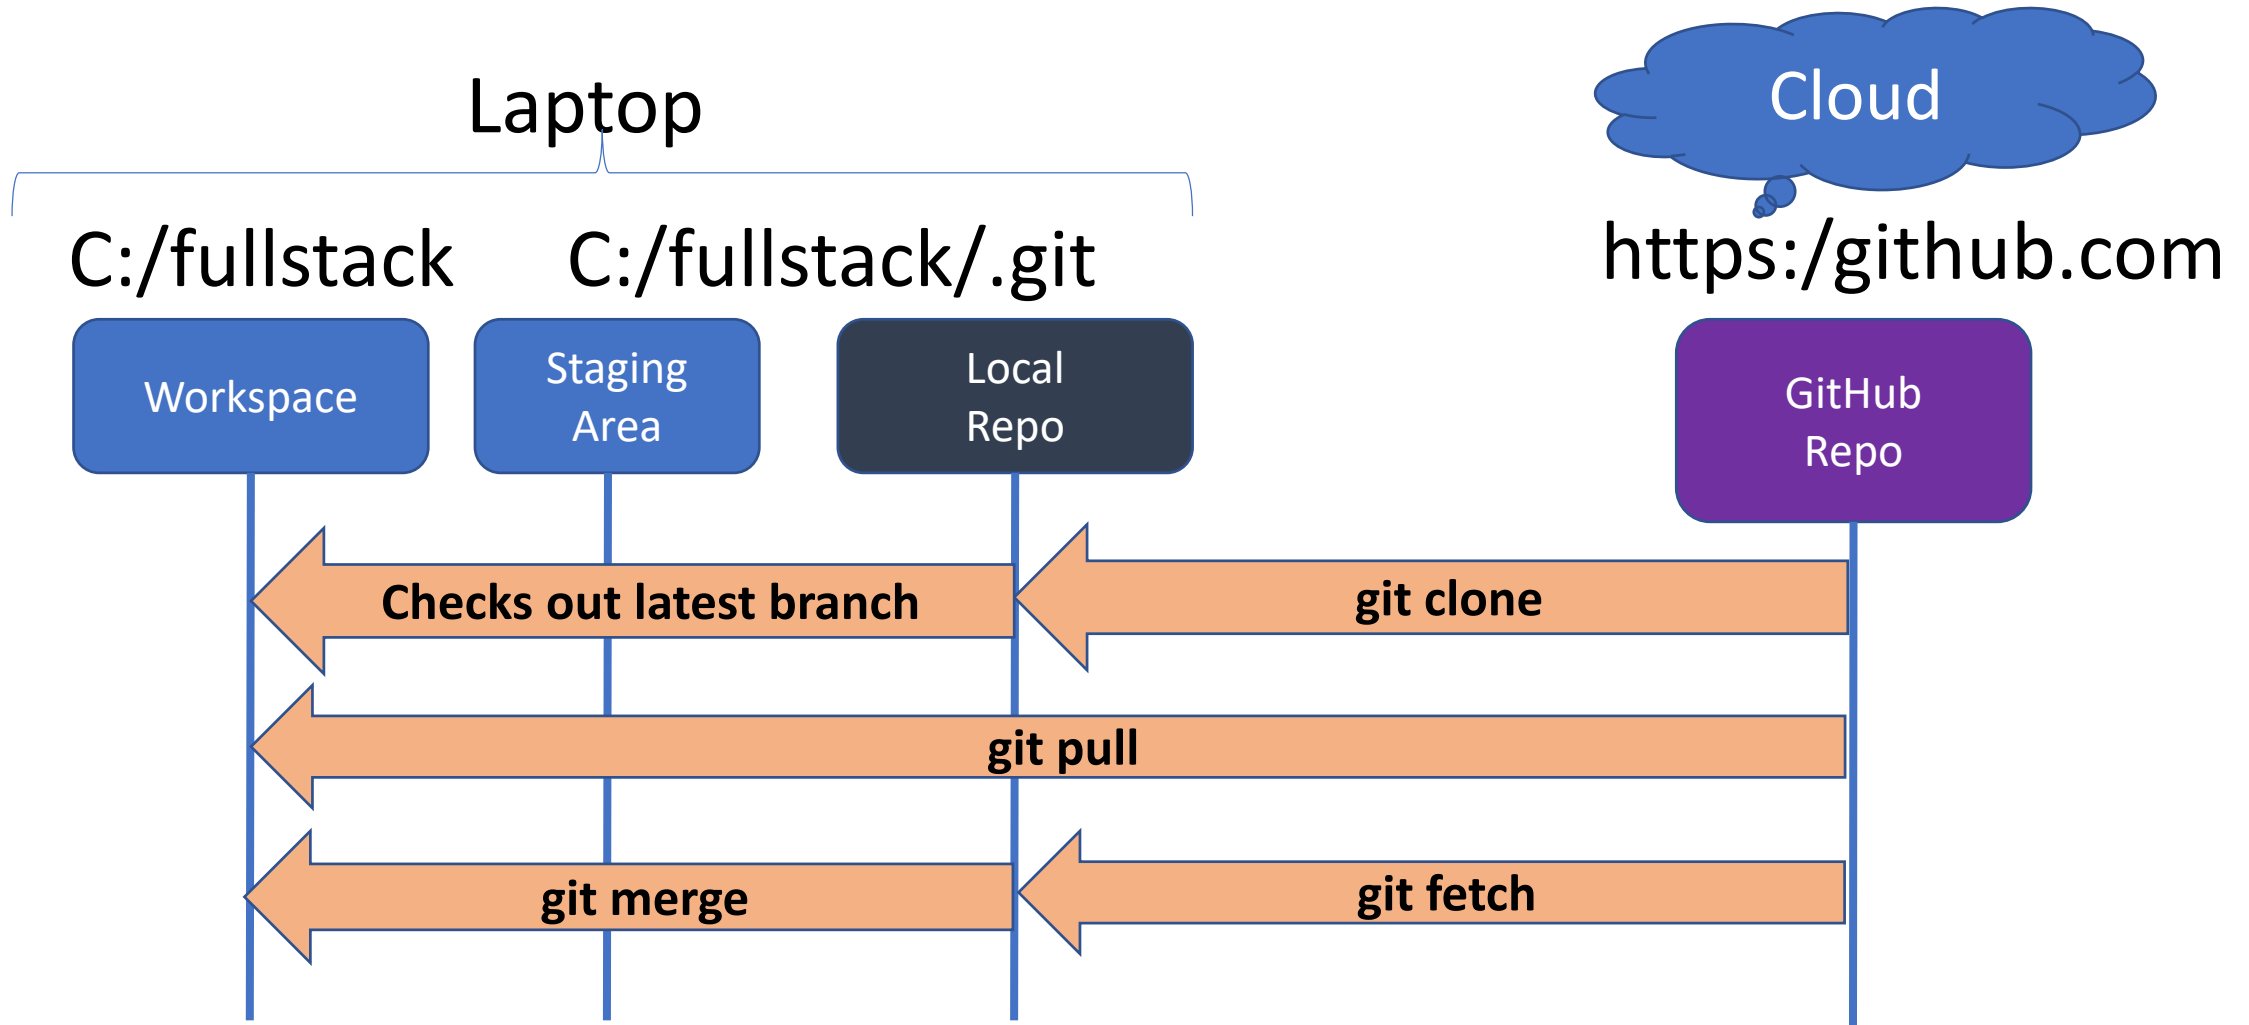 Laptop
Cloud
C:/fullstack
C:/fullstack/.git
https:/github.com
Workspace
Staging
Area
Local
Repo
GitHub
Repo
Checks out latest branch
git clone
git pull
git merge
git fetch